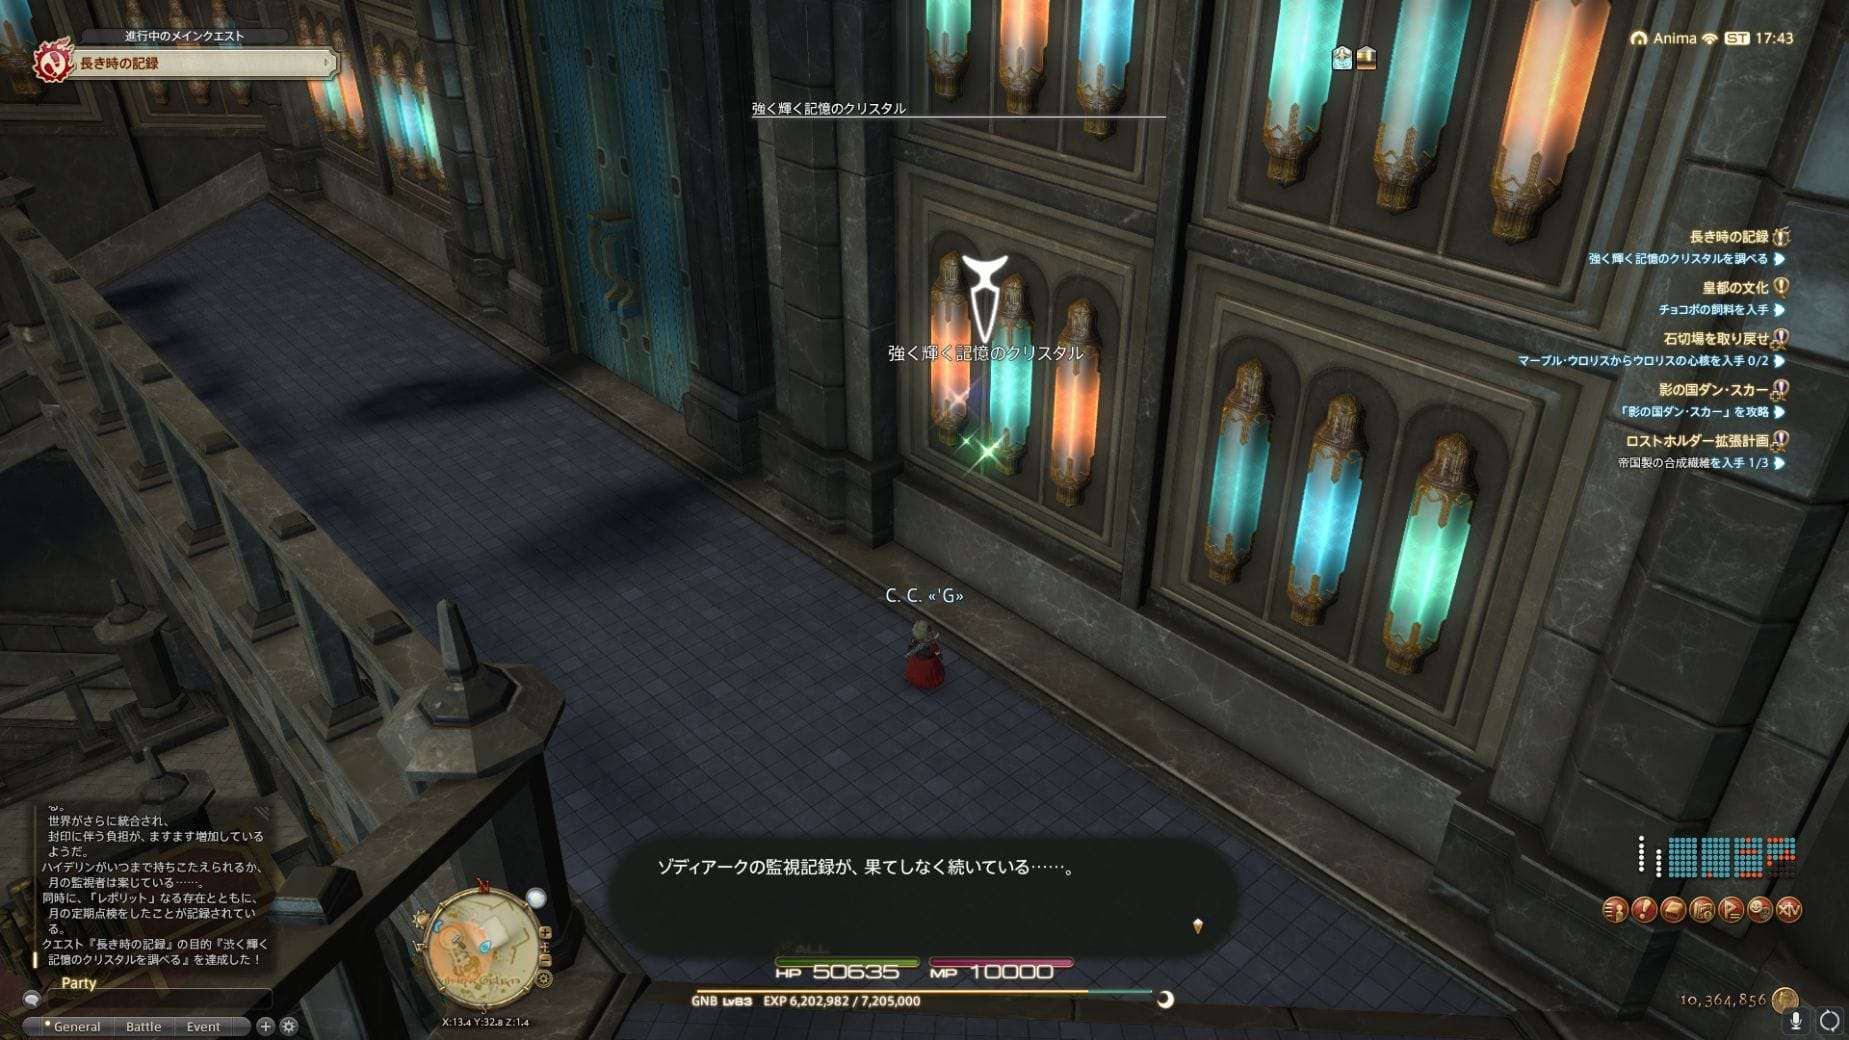 進行中のメインクエスト
長き時の記録
Anima ST 17:43
強く輝く記憶のクリスタル
長き時の記録
強く輝く記憶のクリスタルを調べる
皇都の文化
チョコボの飼料を入手
石切場を取り戻せ
マーブル・ウロリスからウロリスの心核を入手 0/2
影の国ダン・スカー
「影の国ダン・スカー」を攻略
ロストホルダー拡張計画
帝国製の合成繊維を入手 1/3
強く輝く記憶のクリスタル
C. C. «'G»
る。
世界がさらに統合され、
封印に伴う負担が、ますます増加している
ようだ。
ハイデリンがいつまで持ちこたえられるか、
月の監視者は案じている……。
同時に、「レポリット」なる存在とともに、
月の定期点検をしたことが記録されてい
る。
クエスト『長き時の記録』の目的『渋く輝く
記憶のクリスタルを調べる』を達成した！
Party
General Battle Event
N
X:13.4 Y:32.8 Z:1.4
ゾディアークの監視記録が、果てしなく続いている……。
ALL
HP 50635 MP 10000
GNB Lv83 EXP 6,202,982 / 7,205,000
XIV
10,364,856